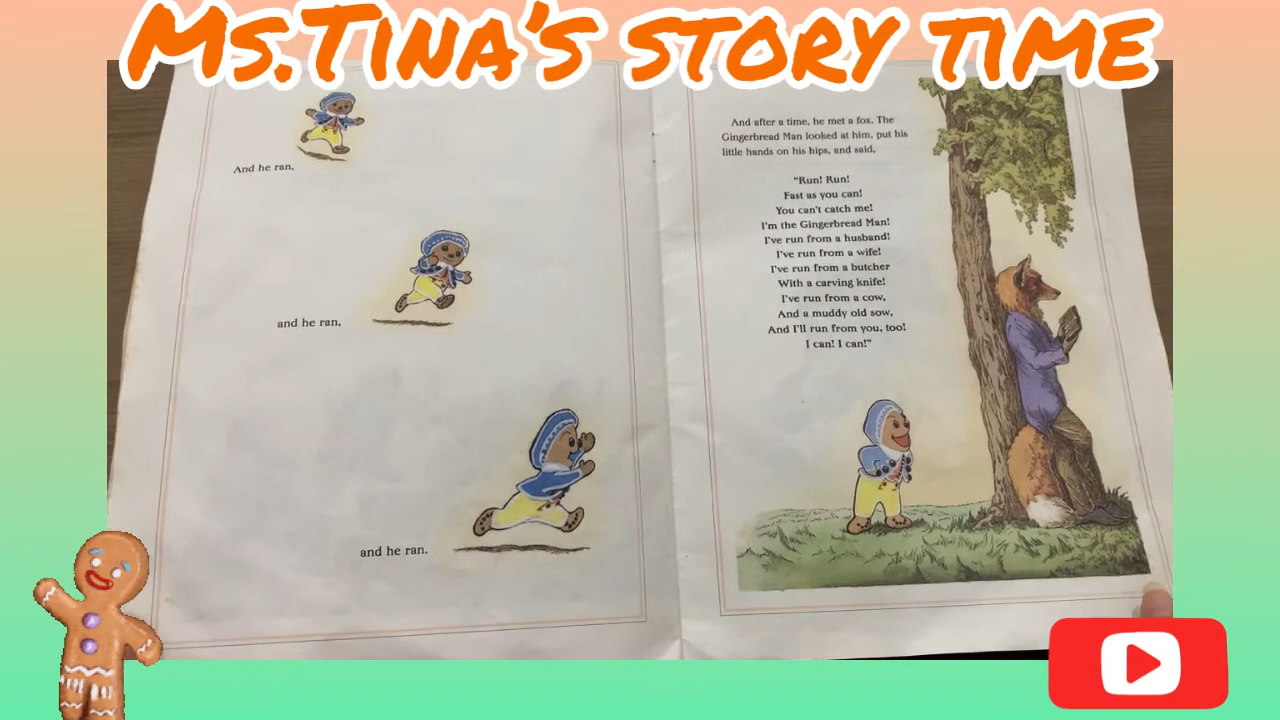 Ms.Tina's story time
And he ran,
and he ran,
and he ran.
And after a time, he met a fox. The
Gingerbread Man looked at him, put his
little hands on his hips, and said,
"Run! Run!
Fast as you can!
You can't catch me!
I'm the Gingerbread Man!
I've run from a husband!
I've run from a wife!
I've run from a butcher
With a carving knife!
I've run from a cow,
And a muddy old sow,
And I'll run from you, too!
I can! I can!"